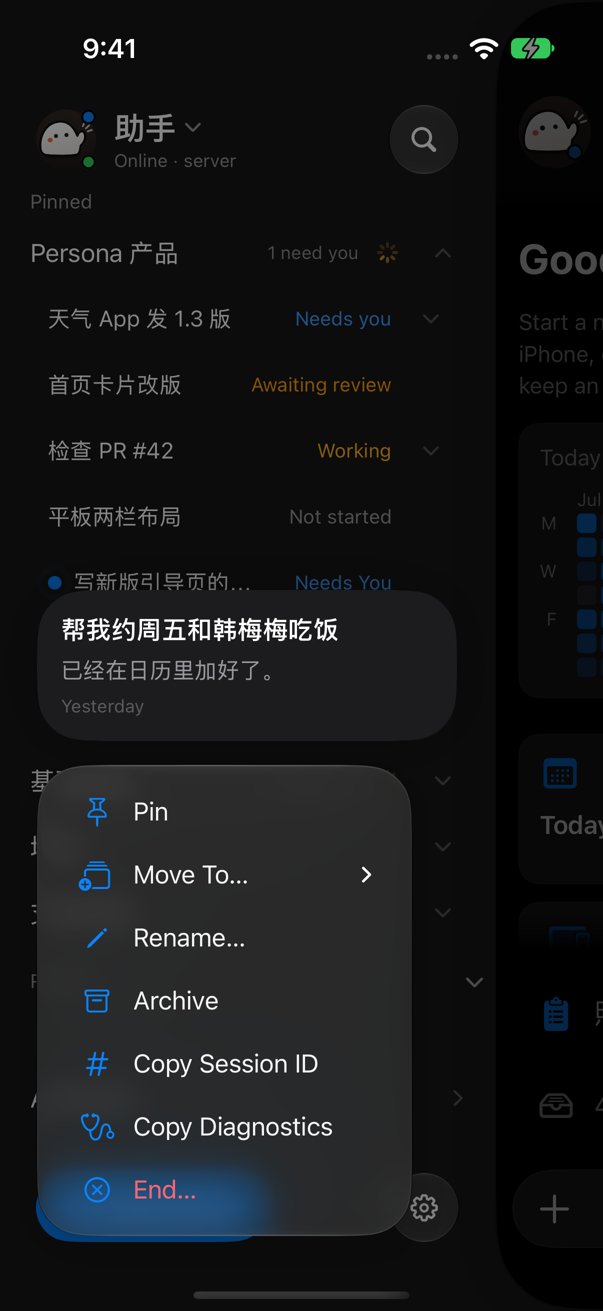 9:41
助手
Online · server
Pinned
Persona 产品
1 need you
天气 App 发 1.3 版
Needs you
首页卡片改版
Awaiting review
检查 PR #42
Working
平板两栏布局
Not started
写新版引导页的…
Needs You
帮我约周五和韩梅梅吃饭
已经在日历里加好了。
Yesterday
Pin
Move To…
Rename…
Archive
Copy Session ID
Copy Diagnostics
End…
Start a n
iPhone,
keep an
Today
Jul
M
W
F
Today